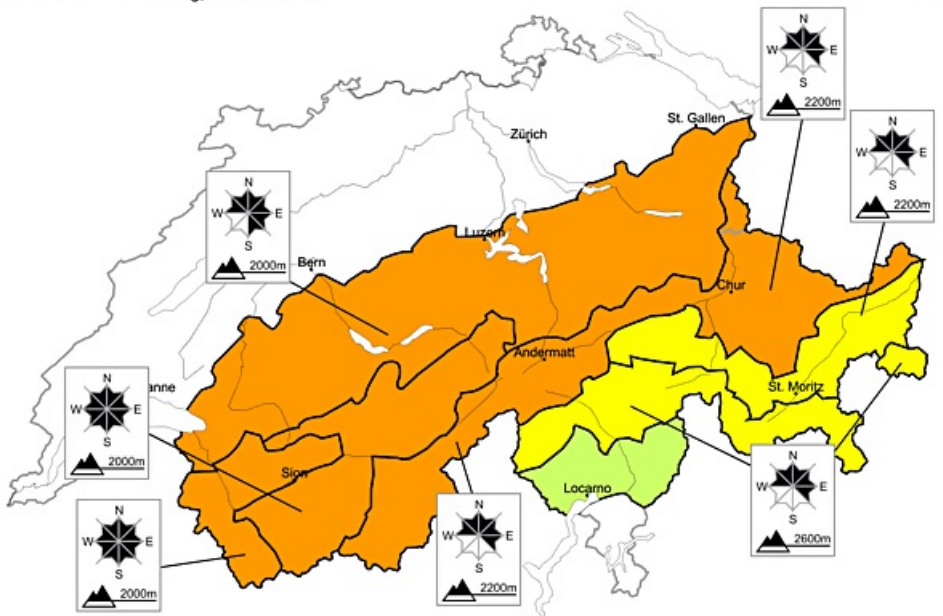 N
W E
S
2200m
N
W E
S
2200m
St. Gallen
Zürich
N
W E
S
2000m
Luzern
Bern
Chur
Andermatt
St. Moritz
N
W E
S
2000m
anne
Sion
Locarno
N
W E
S
2600m
N
W E
S
2200m
N
W E
S
2000m